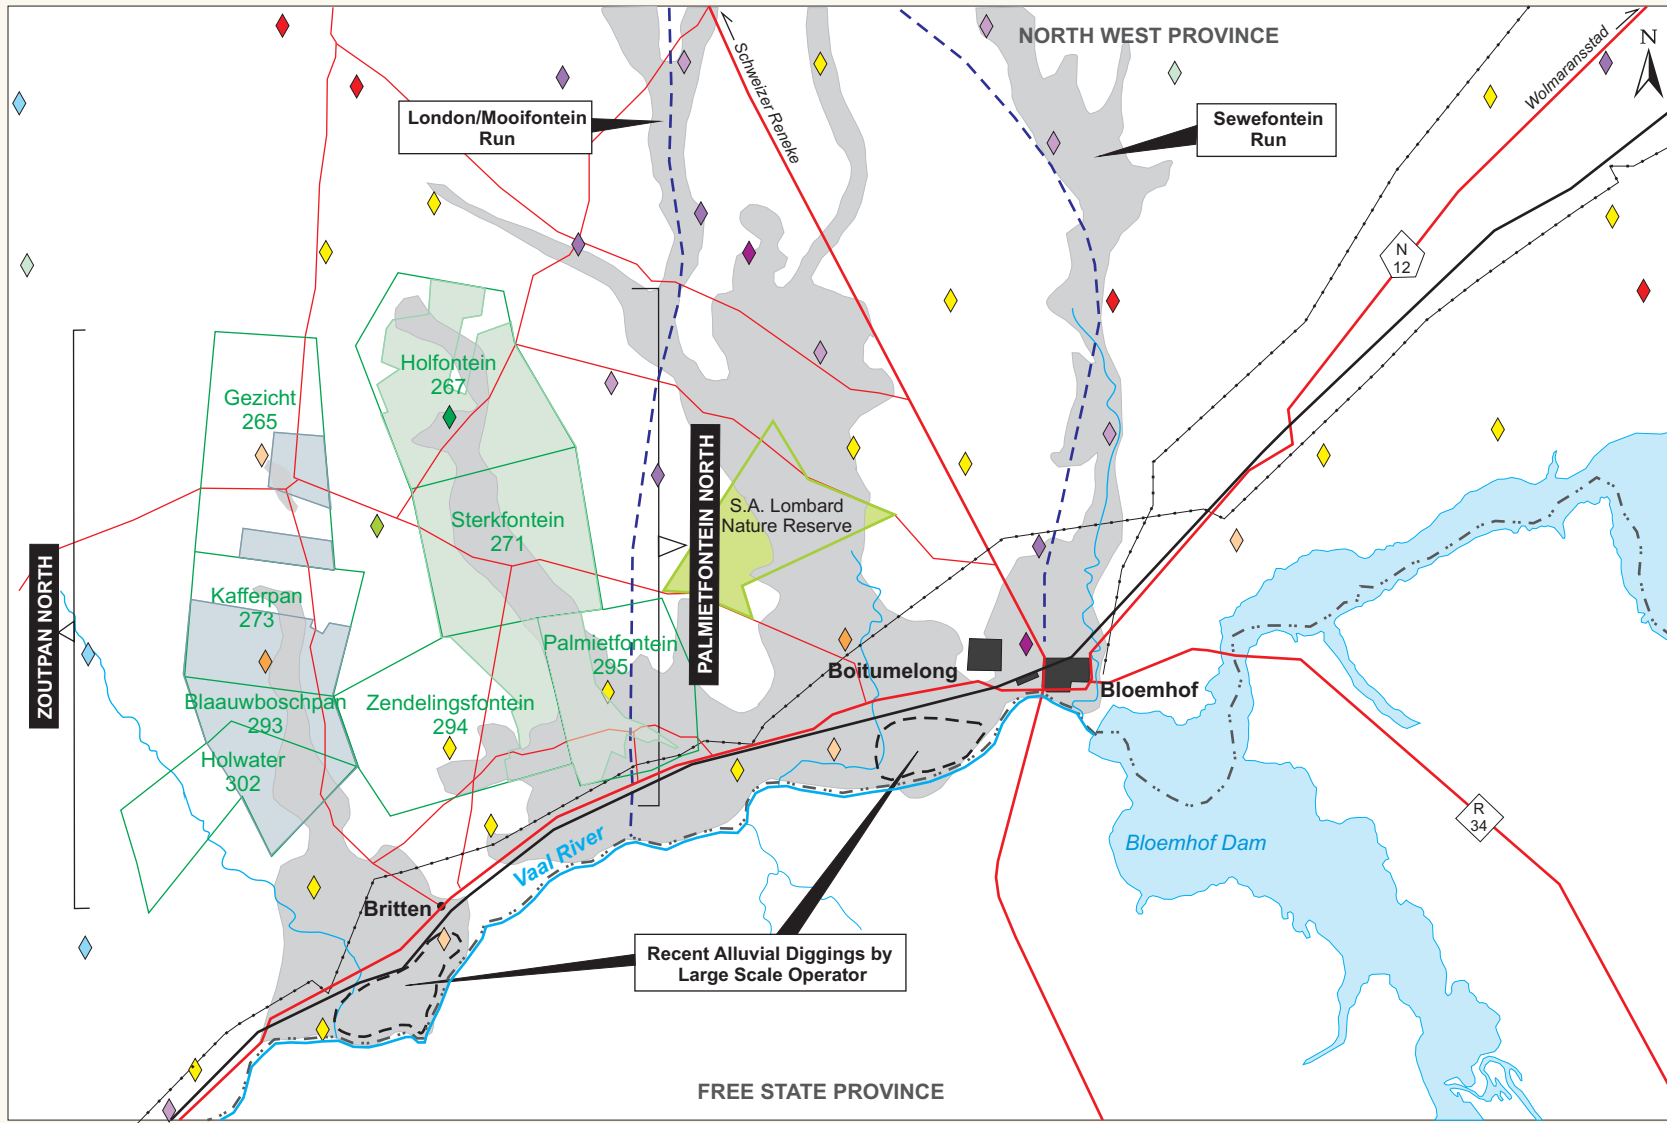 NORTH WEST PROVINCE
N
Wolmaransstad
Schweizer Reneke
London/Mooifontein
Run
Sewefontein
Run
N
12
Holfontein
267
Gezicht
265
PALMIETFONTEIN NORTH
S.A. Lombard
Nature Reserve
Sterkfontein
271
ZOUTPAN NORTH
Kafferpan
273
Palmietfontein
295
Boitumelong
Bloemhof
Blaauwboschpan
293
Zendelingsfontein
294
Holwater
302
R
34
Bloemhof Dam
Vaal River
Britten
Recent Alluvial Diggings by
Large Scale Operator
FREE STATE PROVINCE